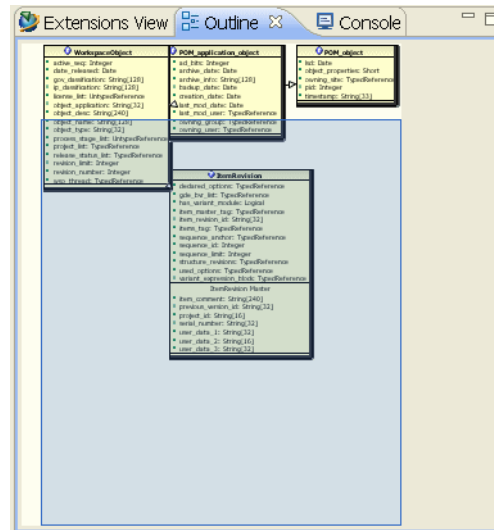 Extensions View
Outline
Console
WorkspaceObject
active_seq: Integer
date_released: Date
gov_classification: String[128]
ip_classification: String[128]
license_list: UntypedReference
object_application: String[32]
object_desc: String[240]
object_name: String[128]
object_type: String[32]
process_stage_list: UntypedReference
project_list: TypedReference
release_status_list: TypedReference
revision_limit: Integer
revision_number: Integer
wso_thread: TypedReference
POM_application_object
acl_bits: Integer
archive_date: Date
archive_info: String[128]
backup_date: Date
creation_date: Date
last_mod_date: Date
last_mod_user: TypedReference
owning_group: TypedReference
owning_user: TypedReference
POM_object
lsd: Date
object_properties: Short
owning_site: TypedReference
pid: Integer
timestamp: String[33]
ItemRevision
declared_options: TypedReference
gde_bvr_list: TypedReference
has_variant_module: Logical
item_master_tag: TypedReference
item_revision_id: String[32]
items_tag: TypedReference
sequence_anchor: TypedReference
sequence_id: Integer
sequence_limit: Integer
structure_revisions: TypedReference
used_options: TypedReference
variant_expression_block: TypedReference
ItemRevision Master
item_comment: String[240]
previous_version_id: String[32]
project_id: String[16]
serial_number: String[32]
user_data_1: String[32]
user_data_2: String[16]
user_data_3: String[32]